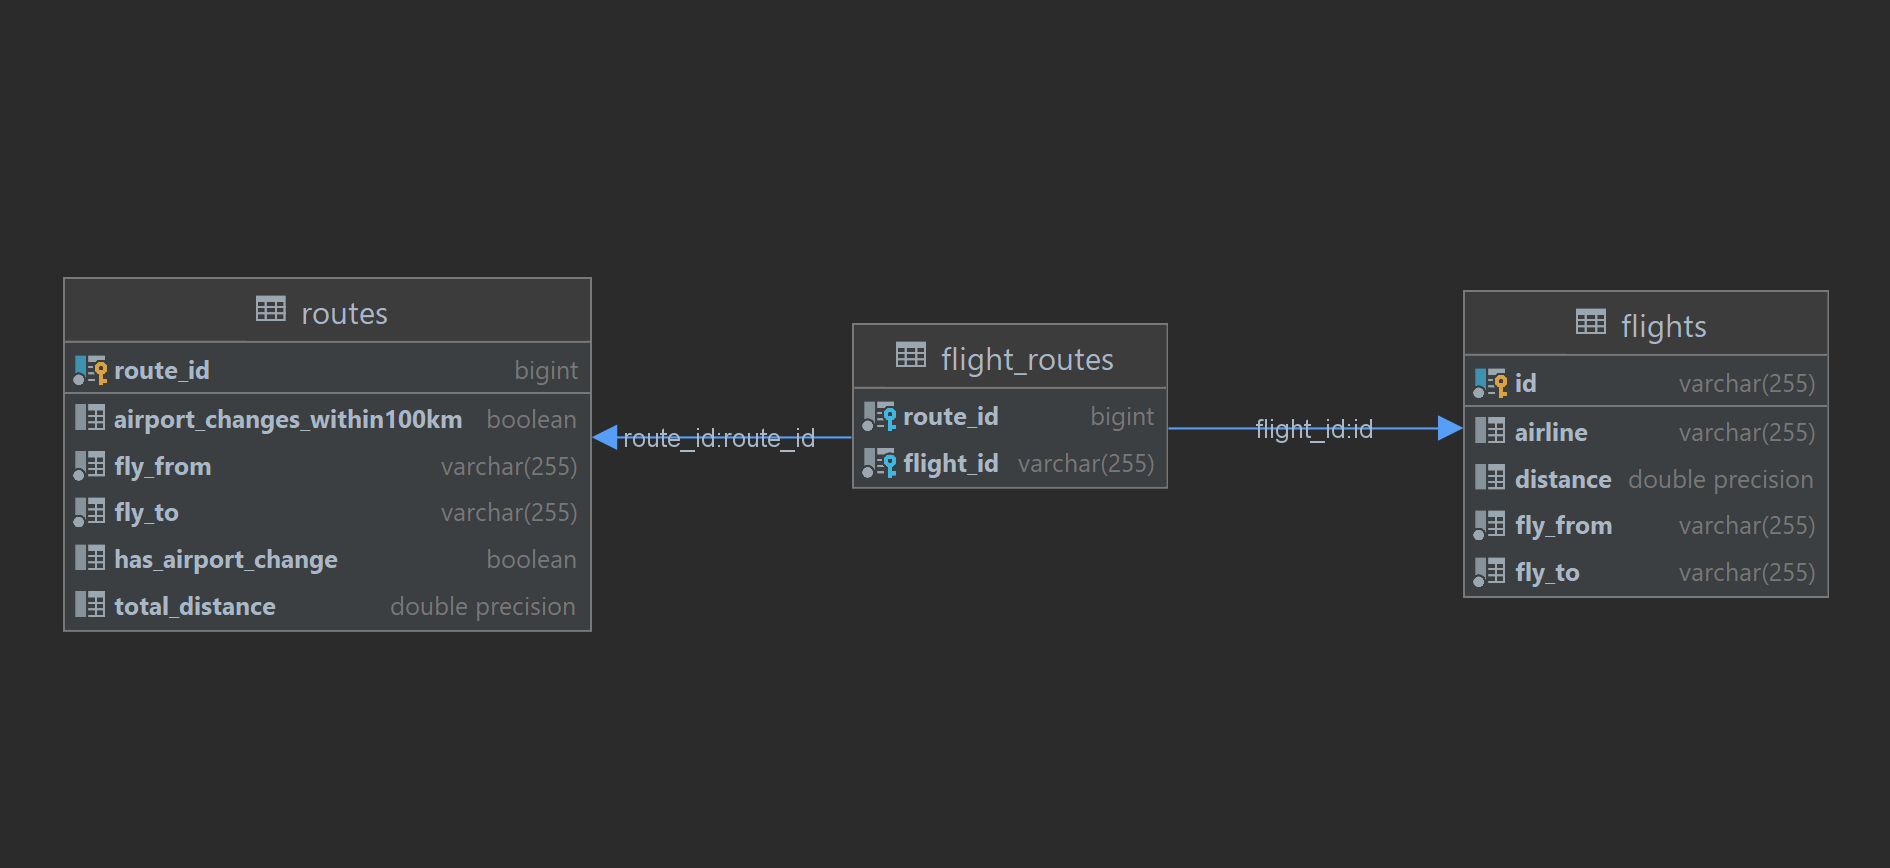 routes
route_id bigint
airport_changes_within100km boolean
fly_from varchar(255)
fly_to varchar(255)
has_airport_change boolean
total_distance double precision
route_id:route_id
flight_routes
route_id bigint
flight_id varchar(255)
flight_id:id
flights
id varchar(255)
airline varchar(255)
distance double precision
fly_from varchar(255)
fly_to varchar(255)